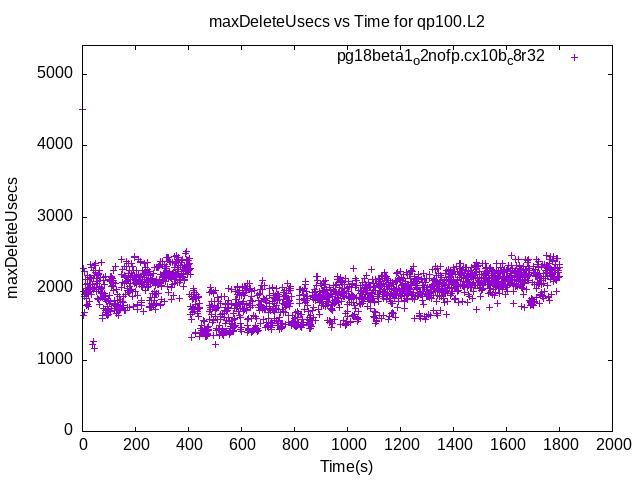 maxDeleteUsecs vs Time for qp100.L2
pg18beta1o2nofp.cx10bc8r32
5000
4000
3000
2000
1000
0
maxDeleteUsecs
0 200 400 600 800 1000 1200 1400 1600 1800 2000
Time(s)